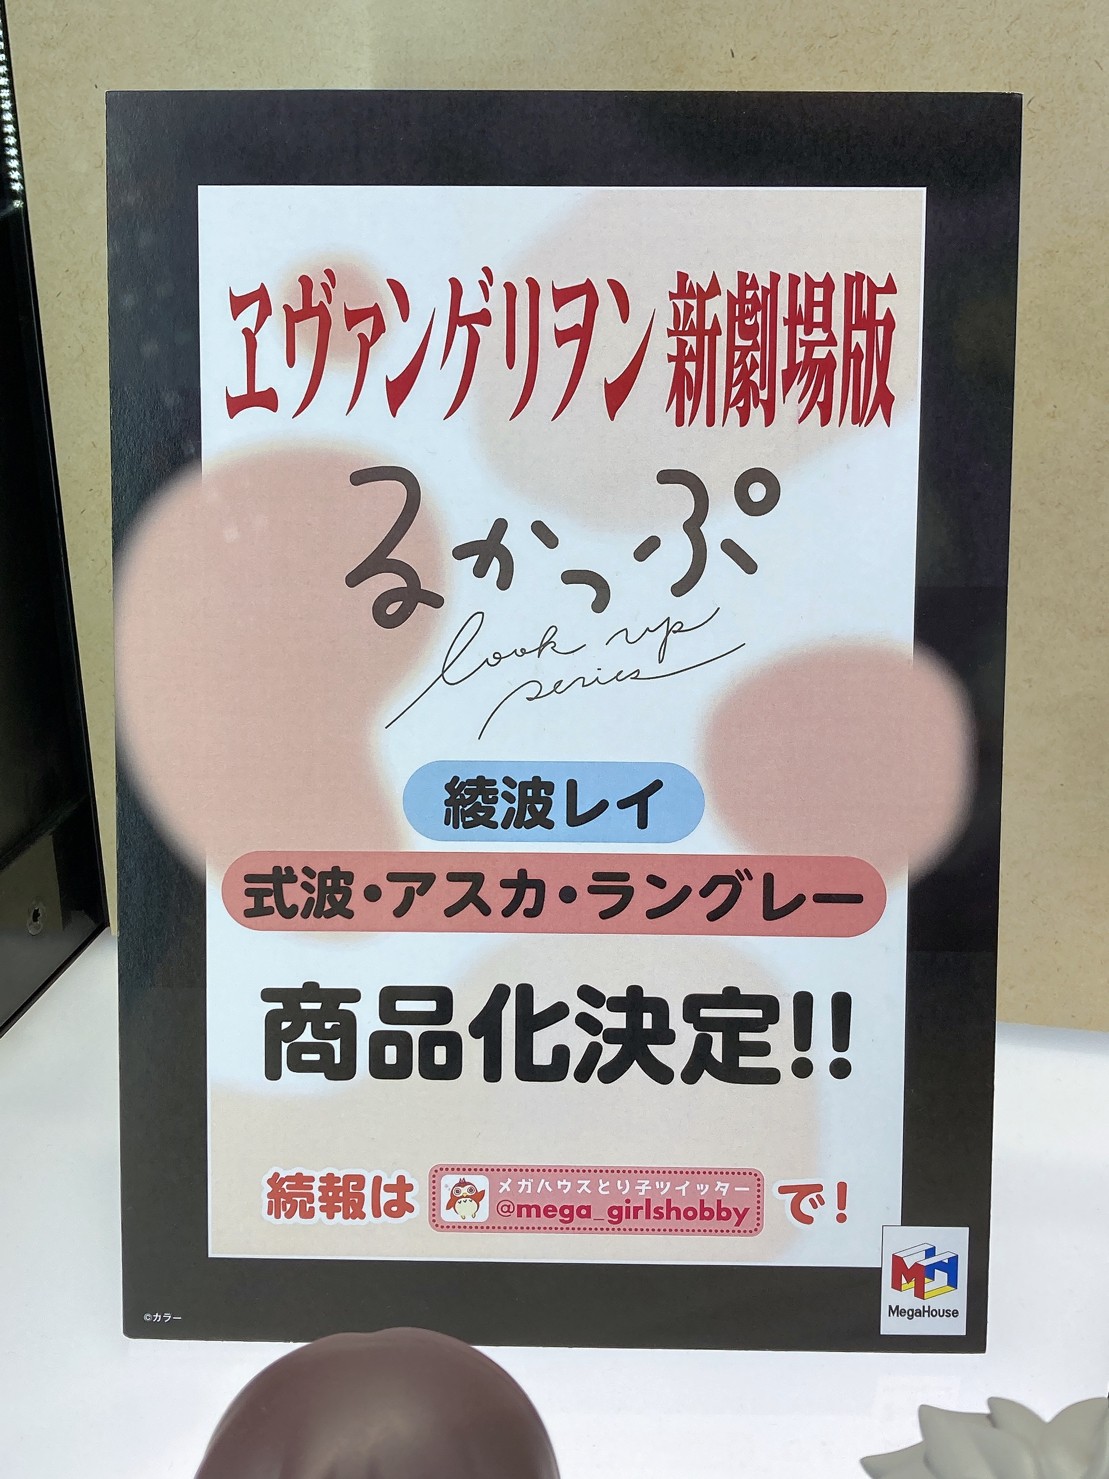 ヱヴァンゲリヲン新劇場版
るかっぷ
look up
series
綾波レイ
式波・アスカ・ラングレー
商品化決定!!
続報は
メガハウスとり子ツイッター
@mega_girlshobby
で!
MH
MegaHouse
©カラー